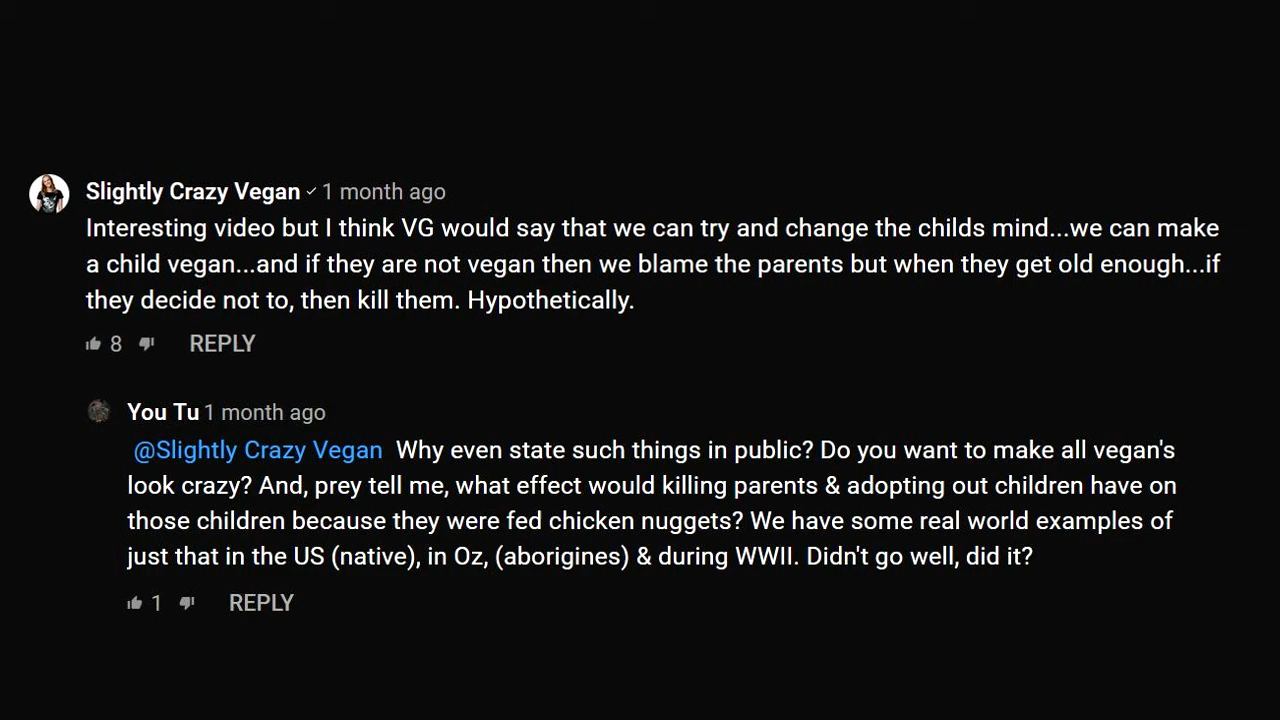 Slightly Crazy Vegan ✓ 1 month ago
Interesting video but I think VG would say that we can try and change the childs mind...we can make
a child vegan...and if they are not vegan then we blame the parents but when they get old enough...if
they decide not to, then kill them. Hypothetically.
8 REPLY
You Tu 1 month ago
@Slightly Crazy Vegan Why even state such things in public? Do you want to make all vegan's
look crazy? And, prey tell me, what effect would killing parents & adopting out children have on
those children because they were fed chicken nuggets? We have some real world examples of
just that in the US (native), in Oz, (aborigines) & during WWII. Didn't go well, did it?
1 REPLY